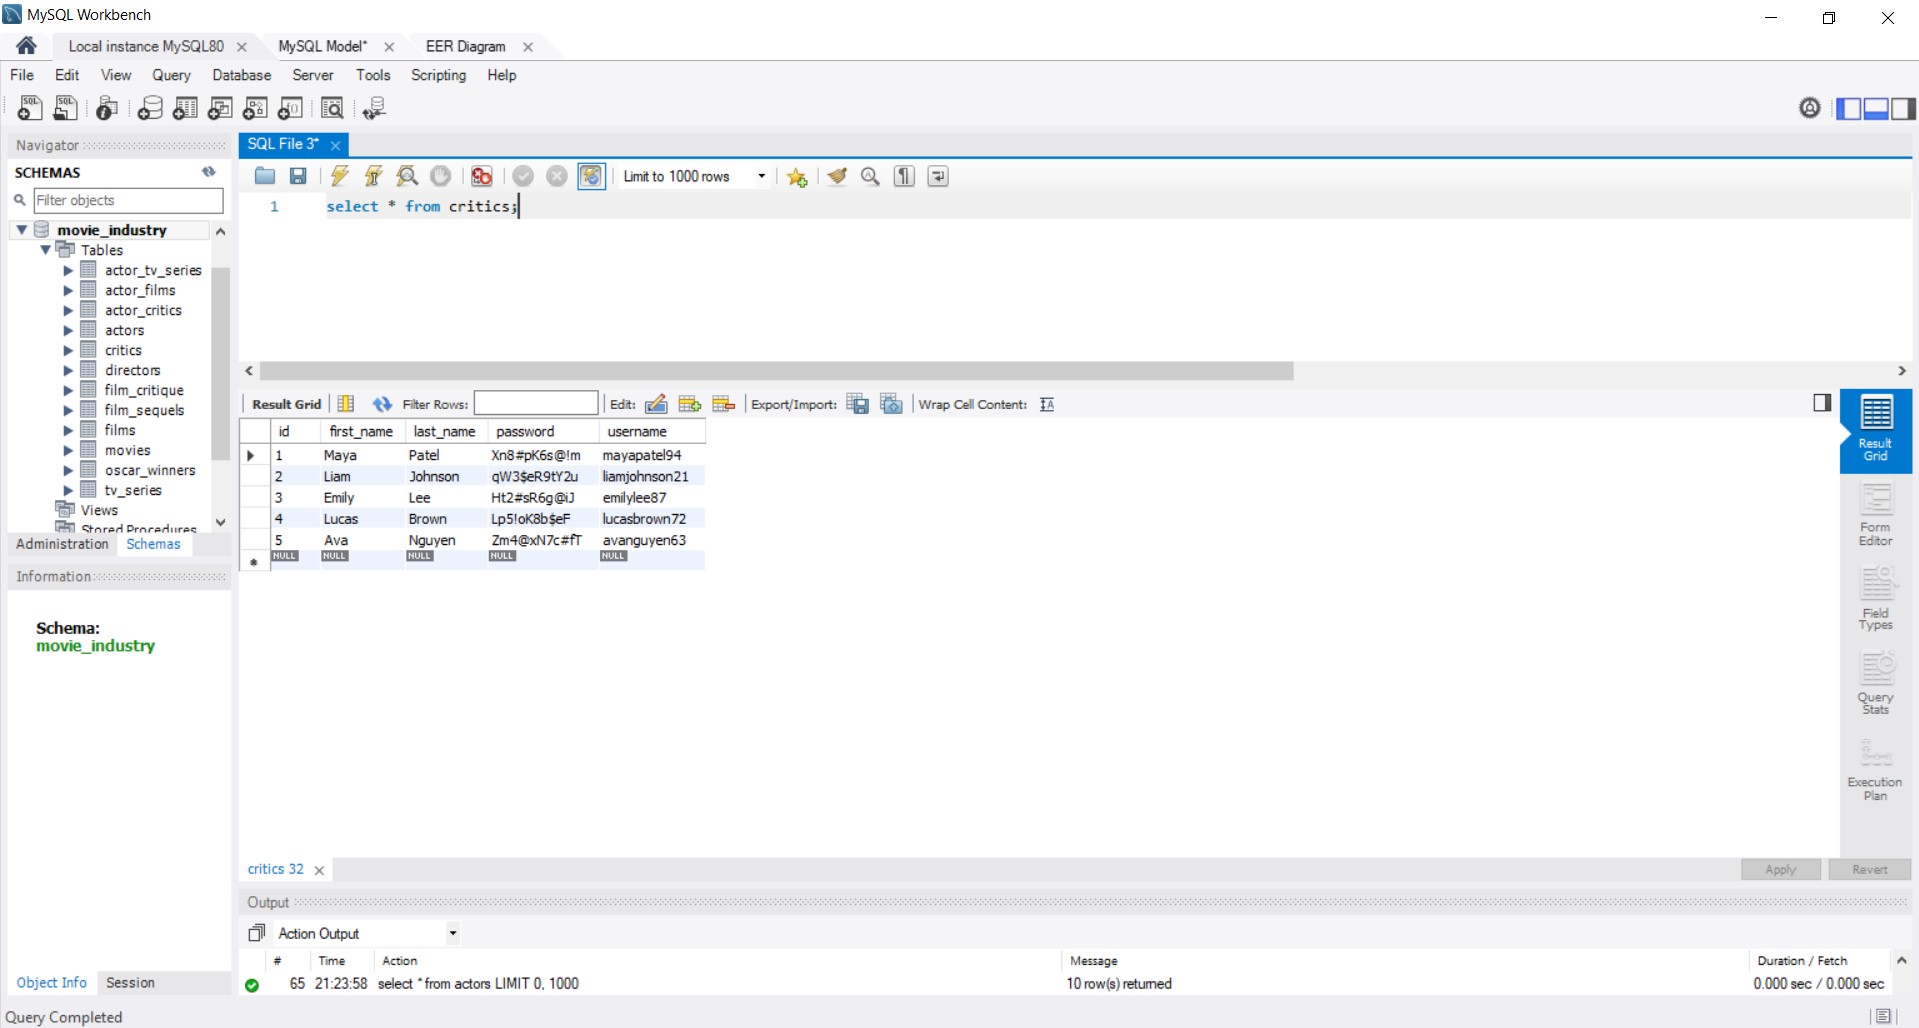 MySQL Workbench
Local instance MySQL80 MySQL Model* EER Diagram
File Edit View Query Database Server Tools Scripting Help
Navigator SQL File 3*
SCHEMAS
Limit to 1000 rows
Filter objects
1 select * from critics;
movie_industry
Tables
actor_tv_series
actor_films
actor_critics
actors
critics
directors
film_critique
film_sequels
films
movies
oscar_winners
tv_series
Views
Stored Procedures
Administration Schemas
Information
Schema:
movie_industry
Object Info Session
Result Grid Filter Rows: Edit: Export/Import: Wrap Cell Content:
id first_name last_name password username
1 Maya Patel Xn8#pK6s@!m mayapatel94
2 Liam Johnson qW3$eR9tY2u liamjohnson21
3 Emily Lee Ht2#sR6g@iJ emilylee87
4 Lucas Brown Lp5!oK8b$eF lucasbrown72
5 Ava Nguyen Zm4@xN7c#fT avanguyen63
NULL NULL NULL NULL NULL
Result
Grid
Form
Editor
Field
Types
Query
Stats
Execution
Plan
critics 32 Apply Revert
Output
Action Output
# Time Action Message Duration / Fetch
65 21:23:58 select * from actors LIMIT 0, 1000 10 row(s) returned 0.000 sec / 0.000 sec
Query Completed